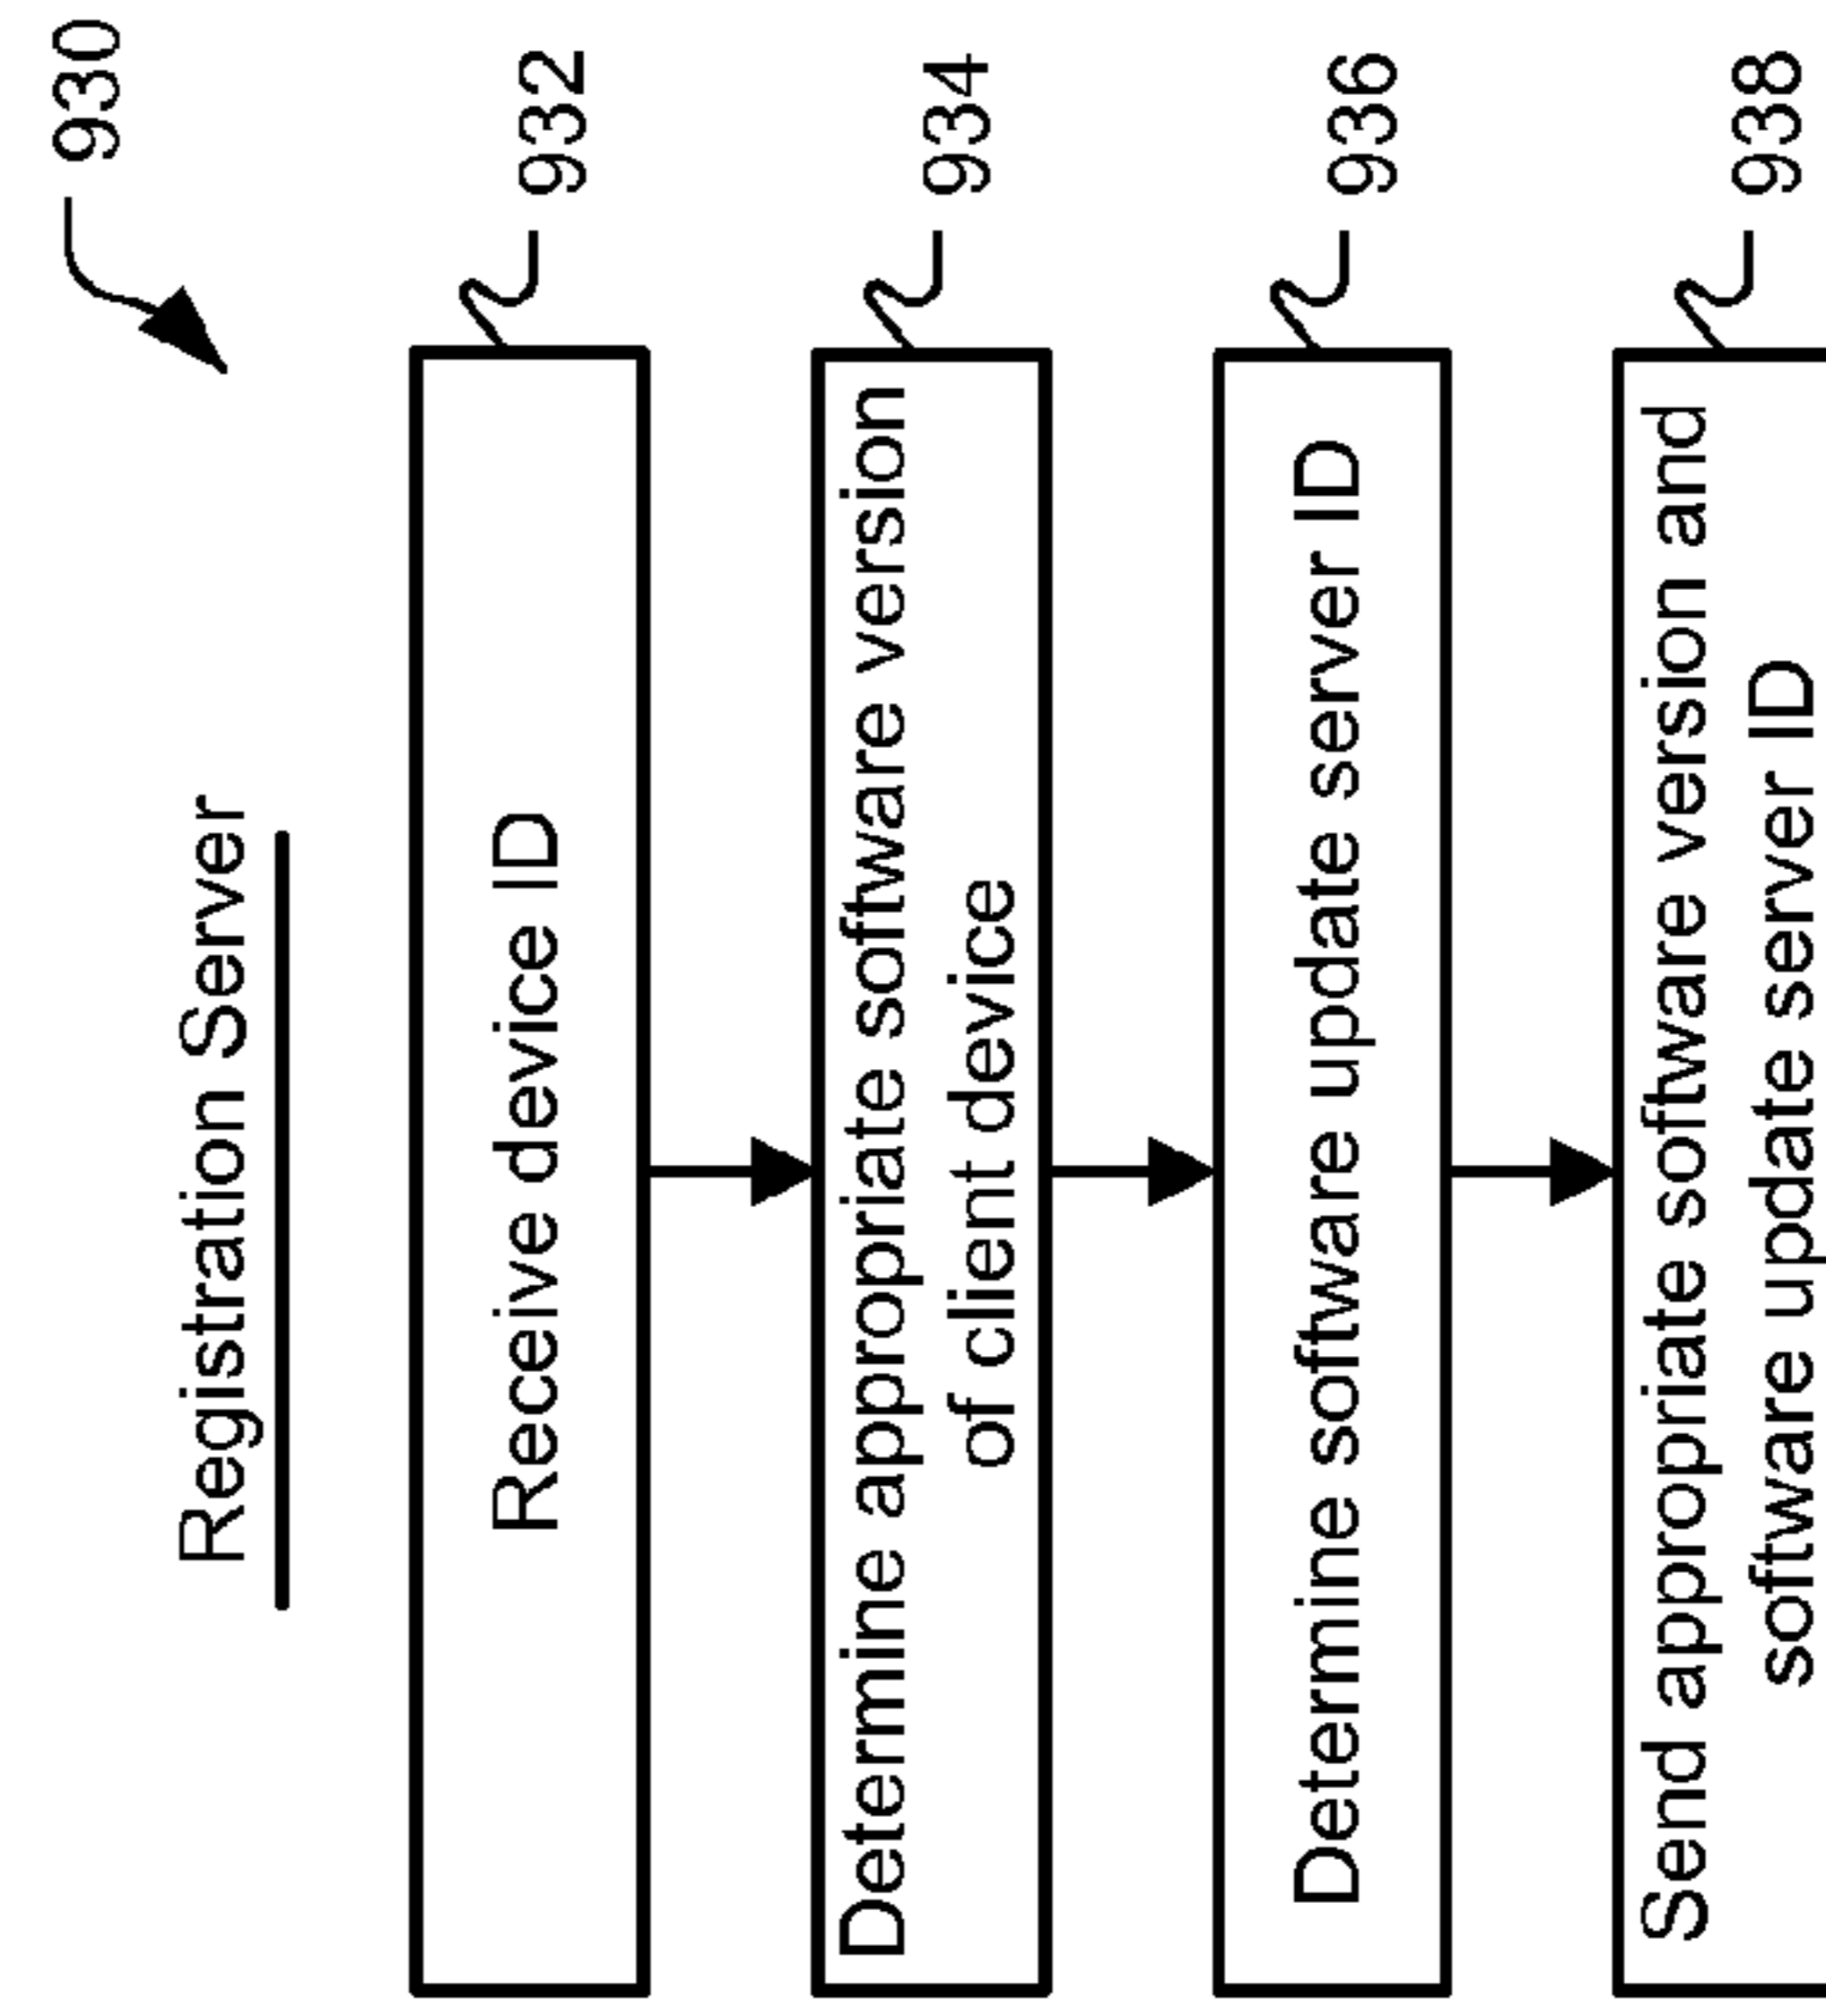 930
Registration Server
Receive device ID
932
Determine appropriate software version
of client device
934
Determine software update server ID
936
Send appropriate software version and
software update server ID
938